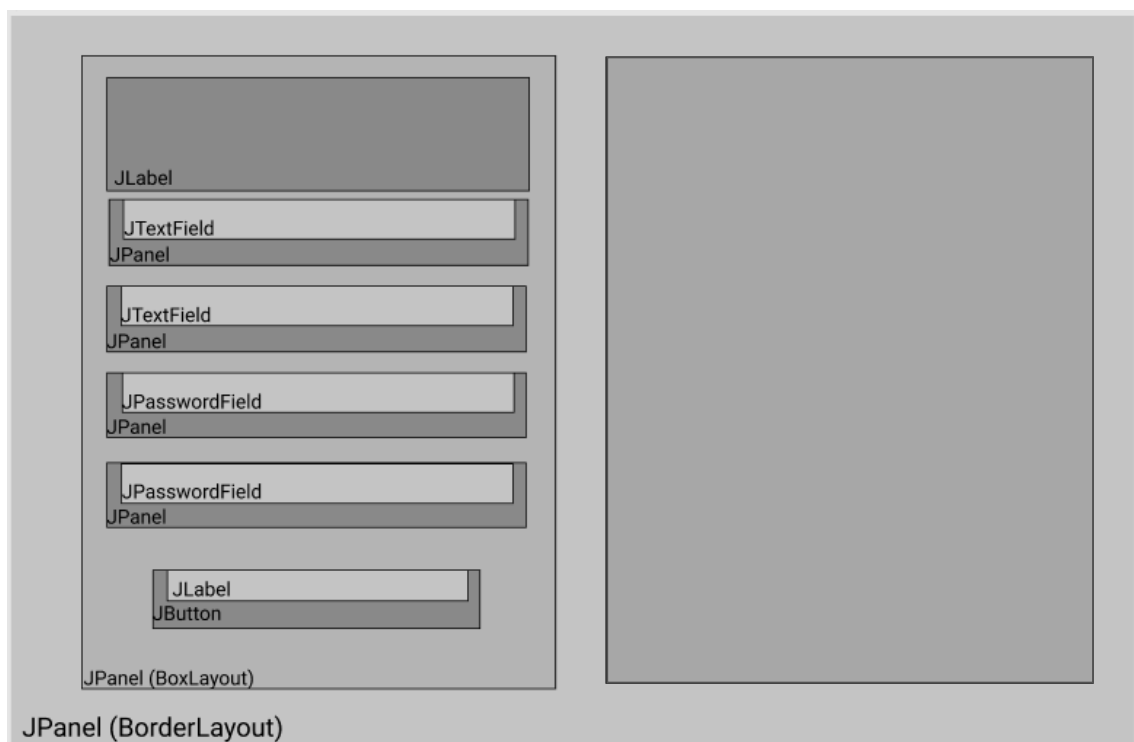 JLabel
JTextField
JPanel
JTextField
JPanel
JPasswordField
JPanel
JPasswordField
JPanel
JLabel
JButton
JPanel (BoxLayout)
JPanel (BorderLayout)